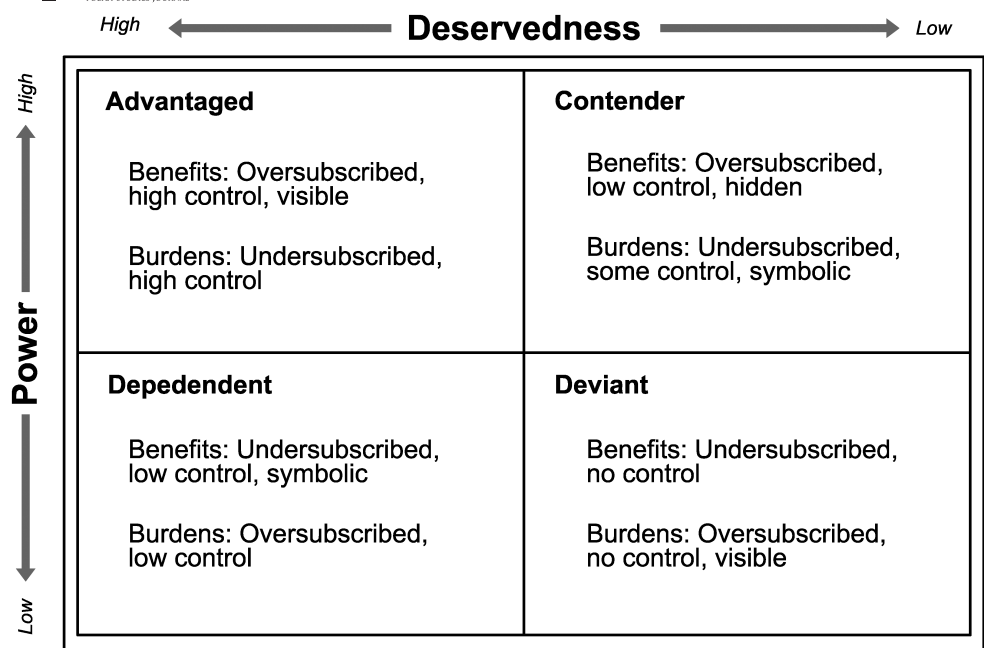 High Deservedness Low
High
Power
Low
Advantaged
Benefits: Oversubscribed,
high control, visible
Burdens: Undersubscribed,
high control
Contender
Benefits: Oversubscribed,
low control, hidden
Burdens: Undersubscribed,
some control, symbolic
Depedendent
Benefits: Undersubscribed,
low control, symbolic
Burdens: Oversubscribed,
low control
Deviant
Benefits: Undersubscribed,
no control
Burdens: Oversubscribed,
no control, visible